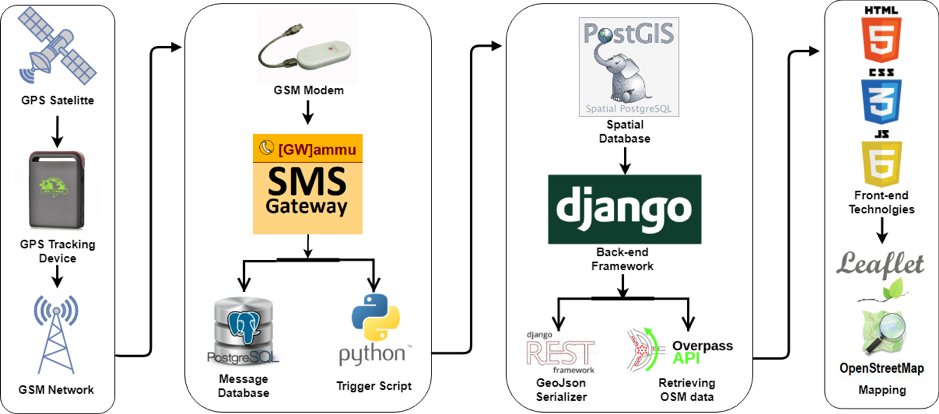 GPS Satelitte
GPS Tracking
Device
GSM Network
GSM Modem
[GW]ammu
SMS
Gateway
PostgreSQL
Message
Database
python™
Trigger Script
PostGIS
Spatial PostgreSQL
Spatial
Database
django
Back-end
Framework
django
REST
framework
GeoJson
Serializer
Overpass
API
Retrieving
OSM data
HTML
5
CSS
3
JS
6
Front-end
Technolgies
Leaflet
OpenStreetMap
Mapping